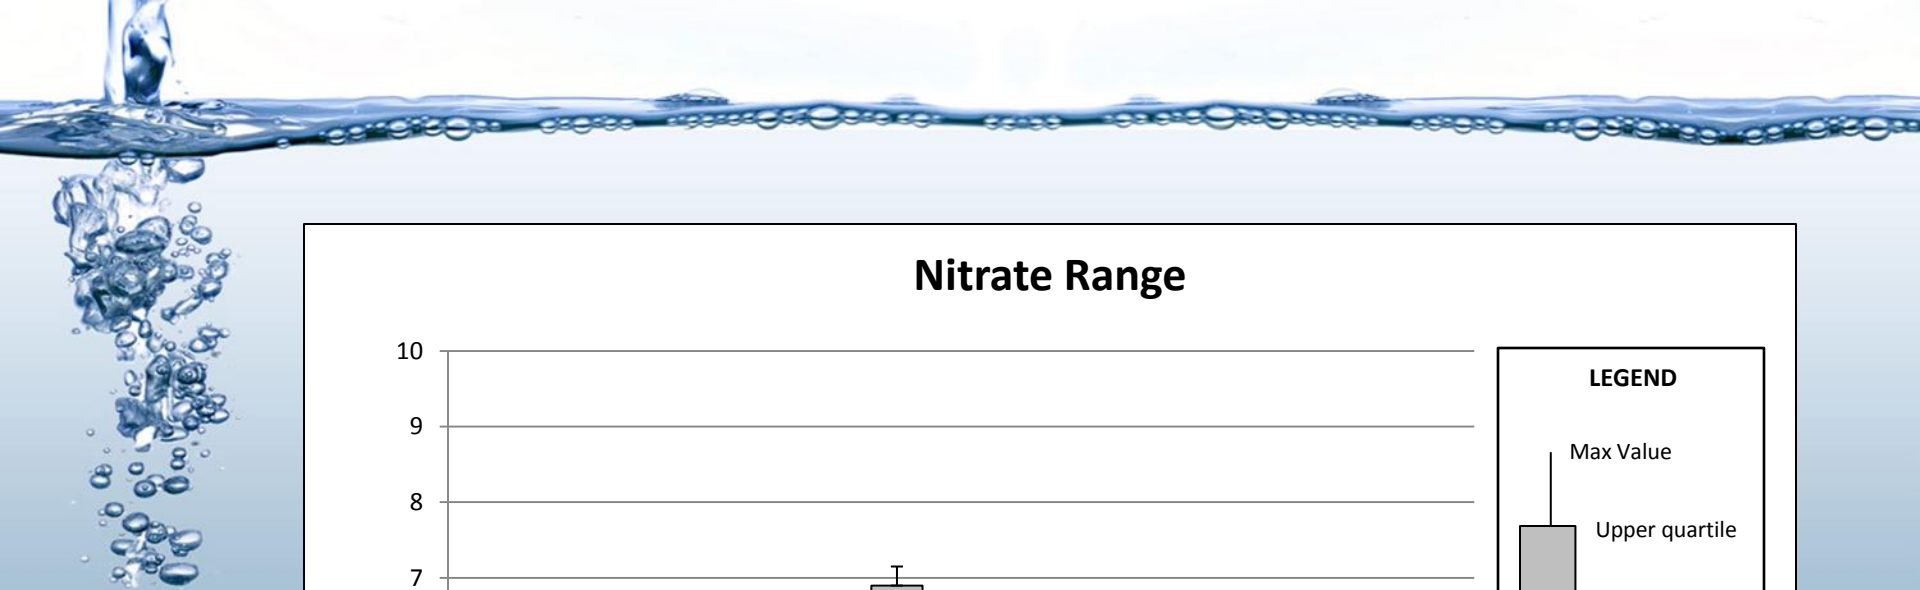 Nitrate Range
10
9
8
7
LEGEND
Max Value
Upper quartile